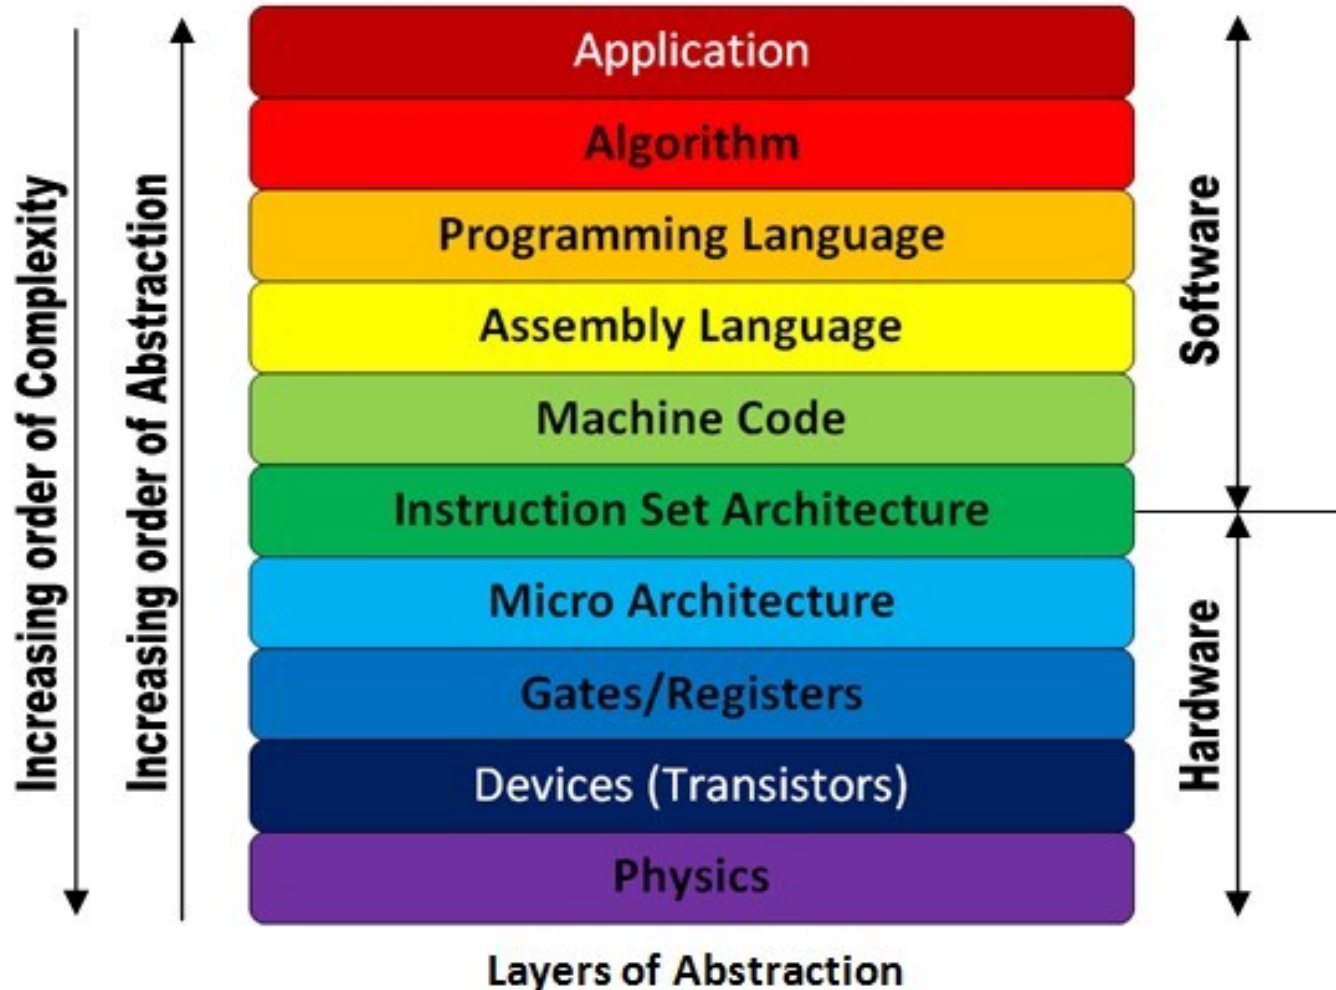 Increasing order of Complexity
Increasing order of Abstraction
Application
Algorithm
Programming Language
Assembly Language
Machine Code
Instruction Set Architecture
Micro Architecture
Gates/Registers
Devices (Transistors)
Physics
Software
Hardware
Layers of Abstraction